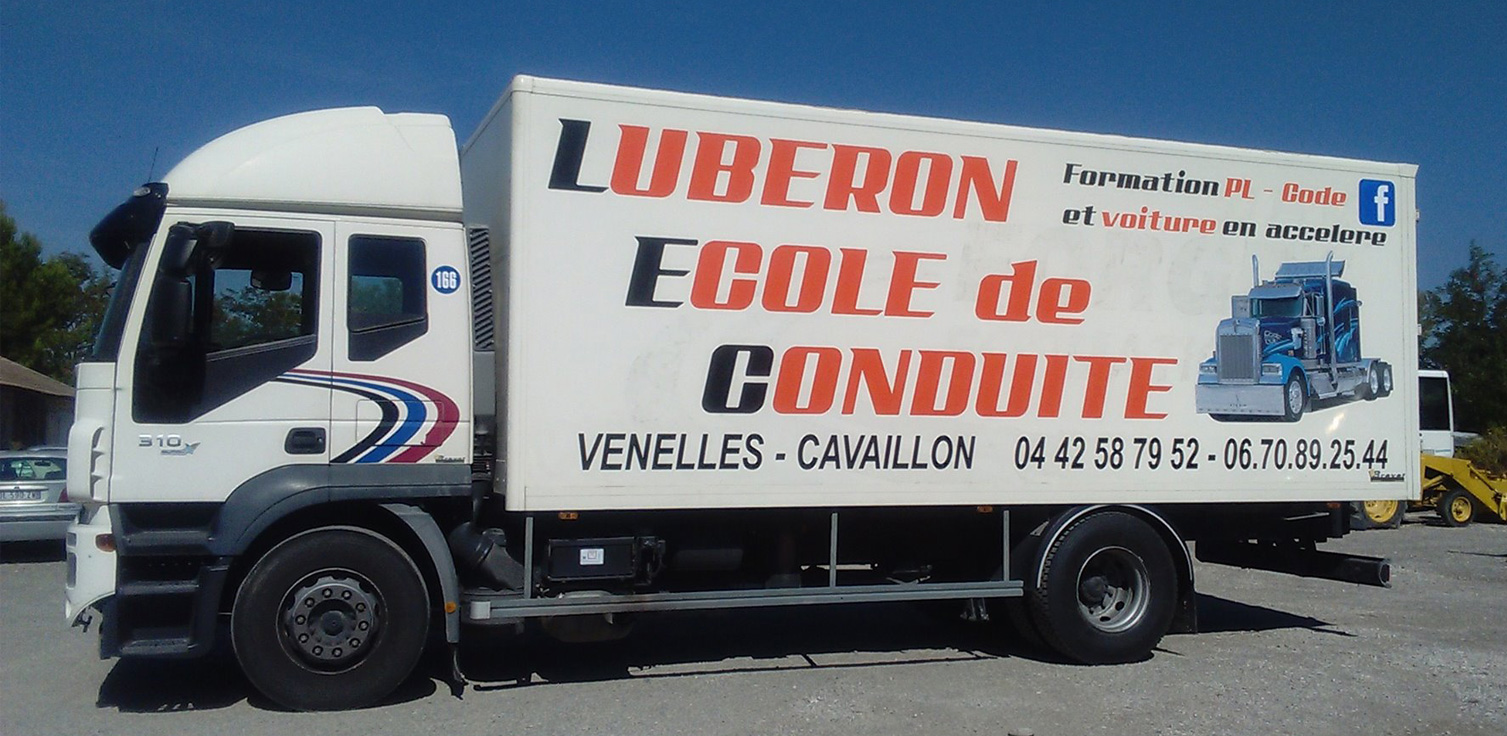 LUBERON
ECOLE de
CONDUITE
Formation PL - Code
et voiture en accelere
f
VENELLES - CAVAILLON 04 42 58 79 52 - 06.70.89.25.44
166
310